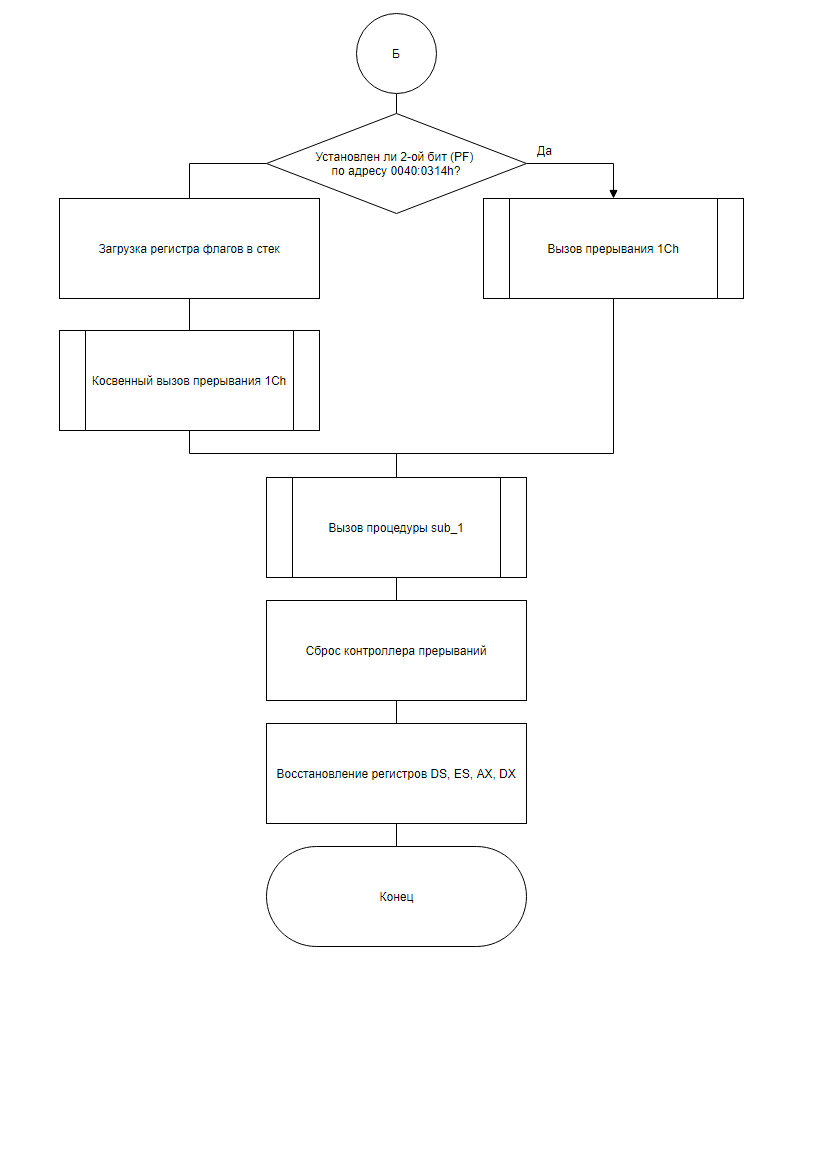 Б
Установлен ли 2-ой бит (PF)
по адресу 0040:0314h?
Да
Загрузка регистра флагов в стек
Вызов прерывания 1Ch
Косвенный вызов прерывания 1Ch
Вызов процедуры sub_1
Сброс контроллера прерываний
Восстановление регистров DS, ES, AX, DX
Конец